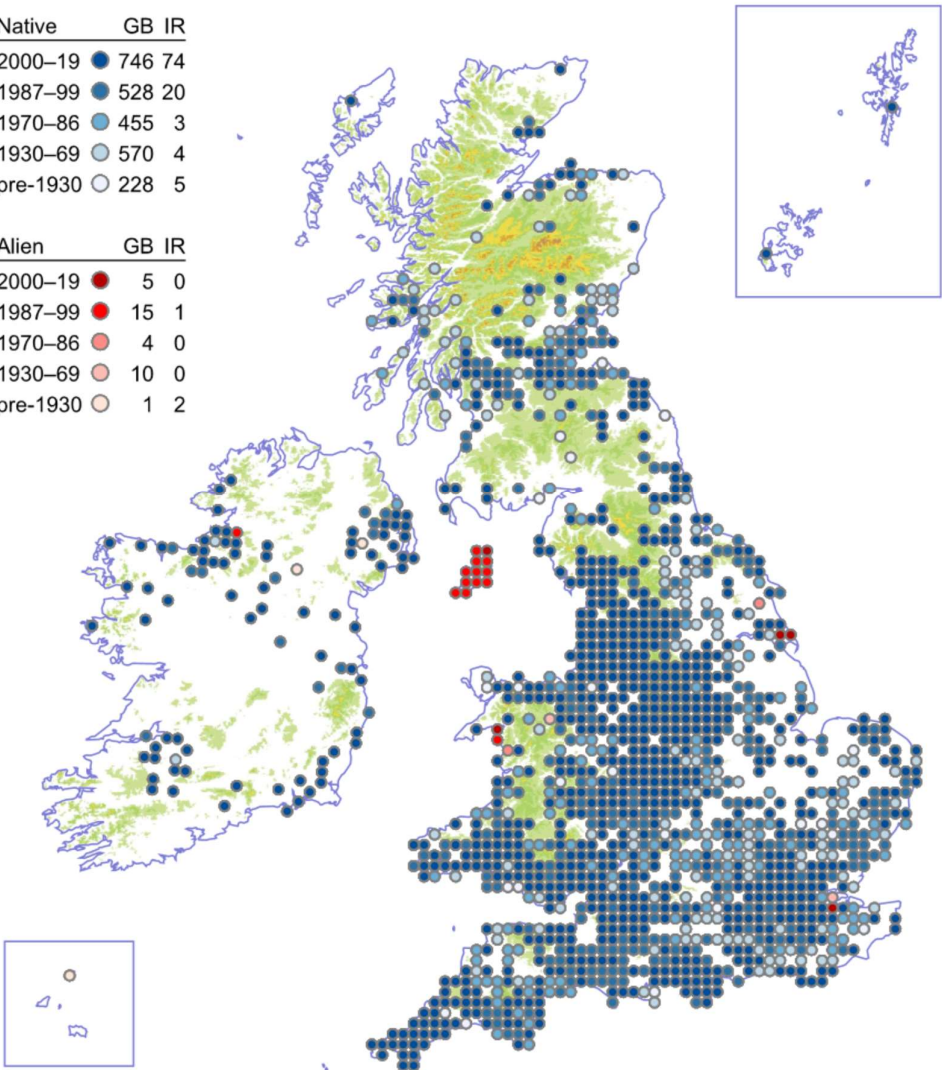 Native GB IR
2000–19 746 74
1987–99 528 20
1970–86 455 3
1930–69 570 4
pre-1930 228 5
Alien GB IR
2000–19 5 0
1987–99 15 1
1970–86 4 0
1930–69 10 0
pre-1930 1 2